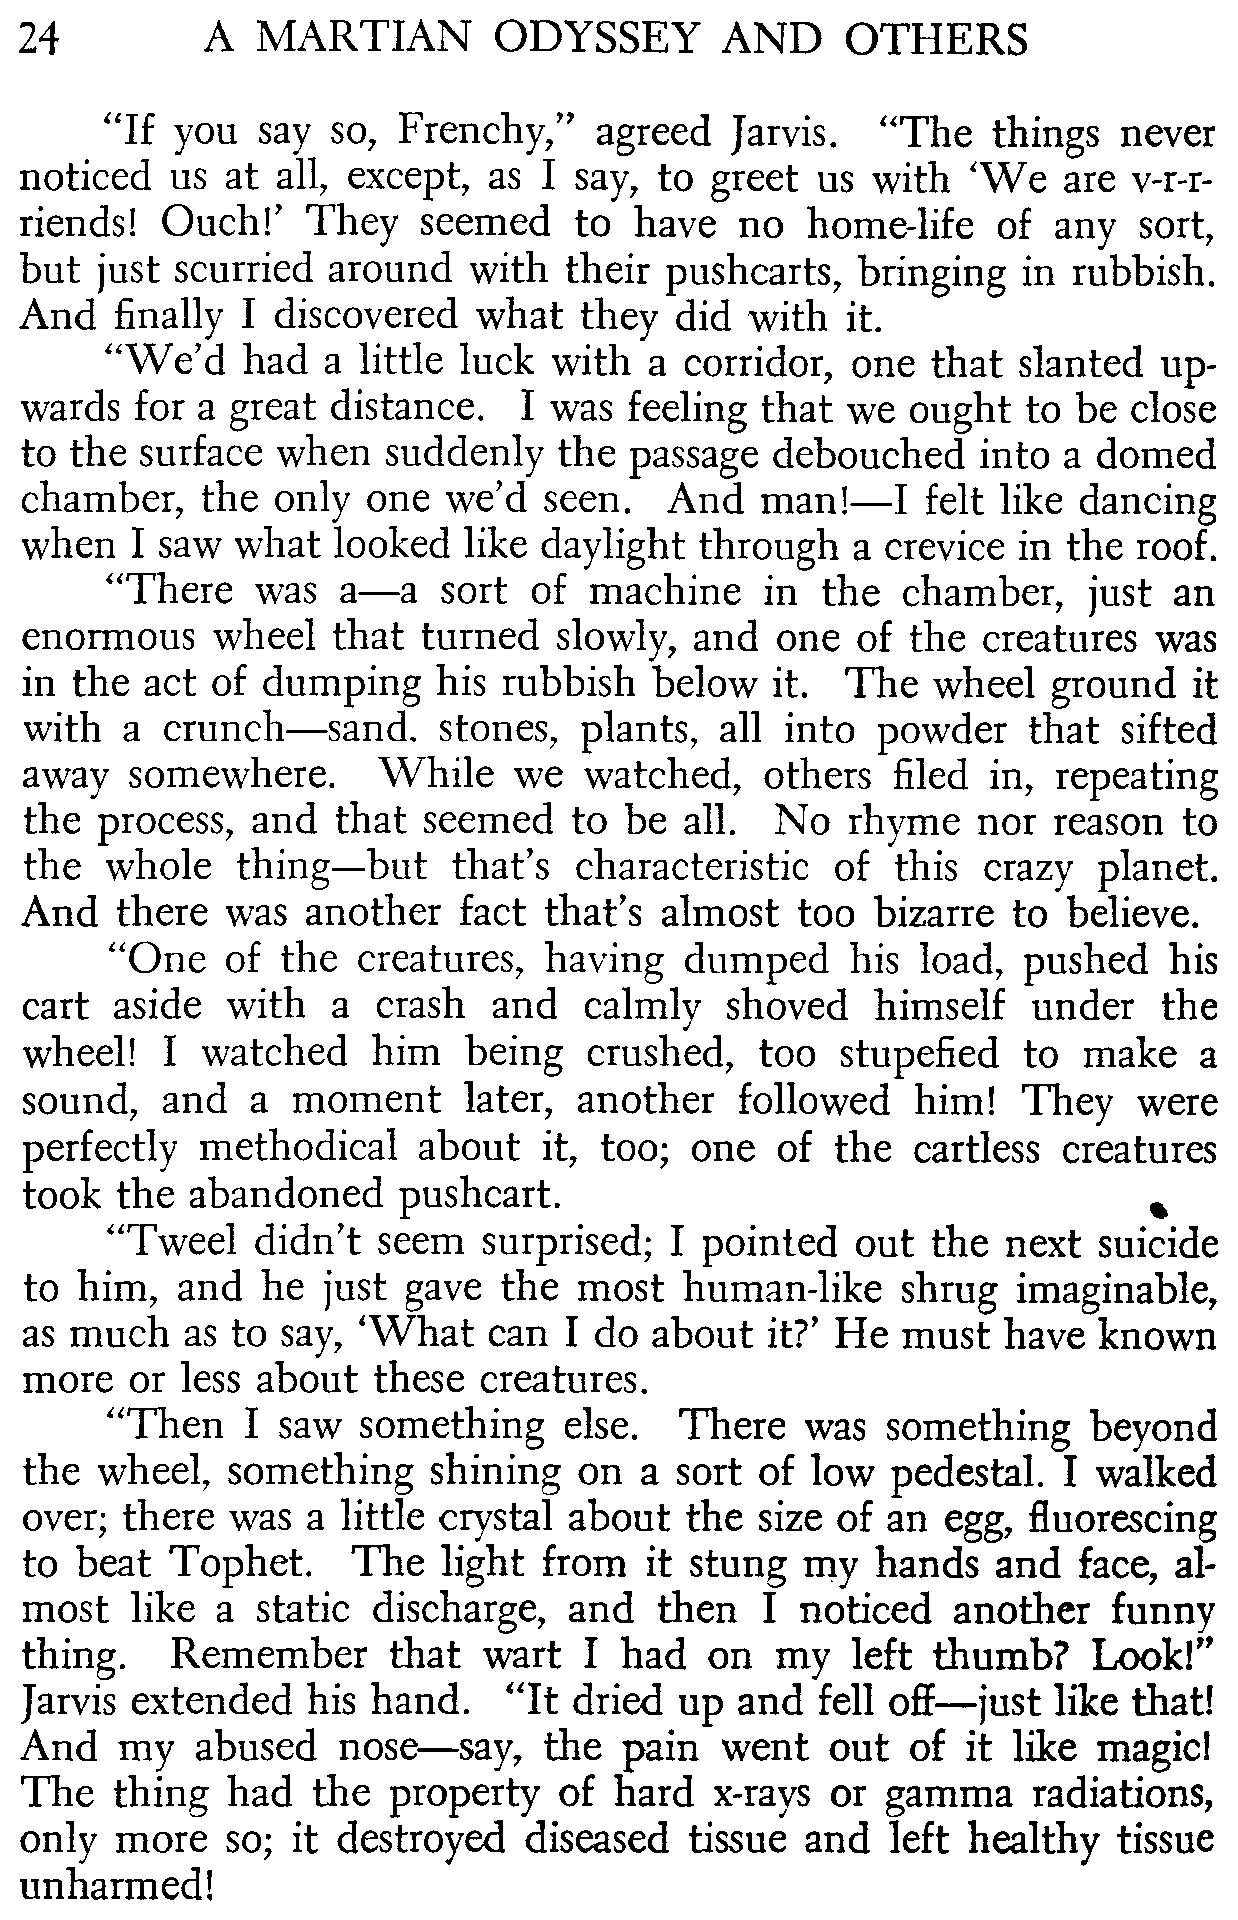 24 A MARTIAN ODYSSEY AND OTHERS
“If you say so, Frenchy,” agreed Jarvis. “The things never
noticed us at all, except, as I say, to greet us with ‘We are v-r-r-
riends! Ouch!’ They seemed to have no home-life of any sort,
but just scurried around with their pushcarts, bringing in rubbish.
And finally I discovered what they did with it.
“We’d had a little luck with a corridor, one that slanted up-
wards for a great distance. I was feeling that we ought to be close
to the surface when suddenly the passage debouched into a domed
chamber, the only one we’d seen. And man!—I felt like dancing
when I saw what looked like daylight through a crevice in the roof.
“There was a—a sort of machine in the chamber, just an
enormous wheel that turned slowly, and one of the creatures was
in the act of dumping his rubbish below it. The wheel ground it
with a crunch—sand. stones, plants, all into powder that sifted
away somewhere. While we watched, others filed in, repeating
the process, and that seemed to be all. No rhyme nor reason to
the whole thing—but that’s characteristic of this crazy planet.
And there was another fact that’s almost too bizarre to believe.
“One of the creatures, having dumped his load, pushed his
cart aside with a crash and calmly shoved himself under the
wheel! I watched him being crushed, too stupefied to make a
sound, and a moment later, another followed him! They were
perfectly methodical about it, too; one of the cartless creatures
took the abandoned pushcart.
“Tweel didn’t seem surprised; I pointed out the next suicide
to him, and he just gave the most human-like shrug imaginable,
as much as to say, ‘What can I do about it?’ He must have known
more or less about these creatures.
“Then I saw something else. There was something beyond
the wheel, something shining on a sort of low pedestal. I walked
over; there was a little crystal about the size of an egg, fluorescing
to beat Tophet. The light from it stung my hands and face, al-
most like a static discharge, and then I noticed another funny
thing. Remember that wart I had on my left thumb? Look!”
Jarvis extended his hand. “It dried up and fell off—just like that!
And my abused nose—say, the pain went out of it like magic!
The thing had the property of hard x-rays or gamma radiations,
only more so; it destroyed diseased tissue and left healthy tissue
unharmed!